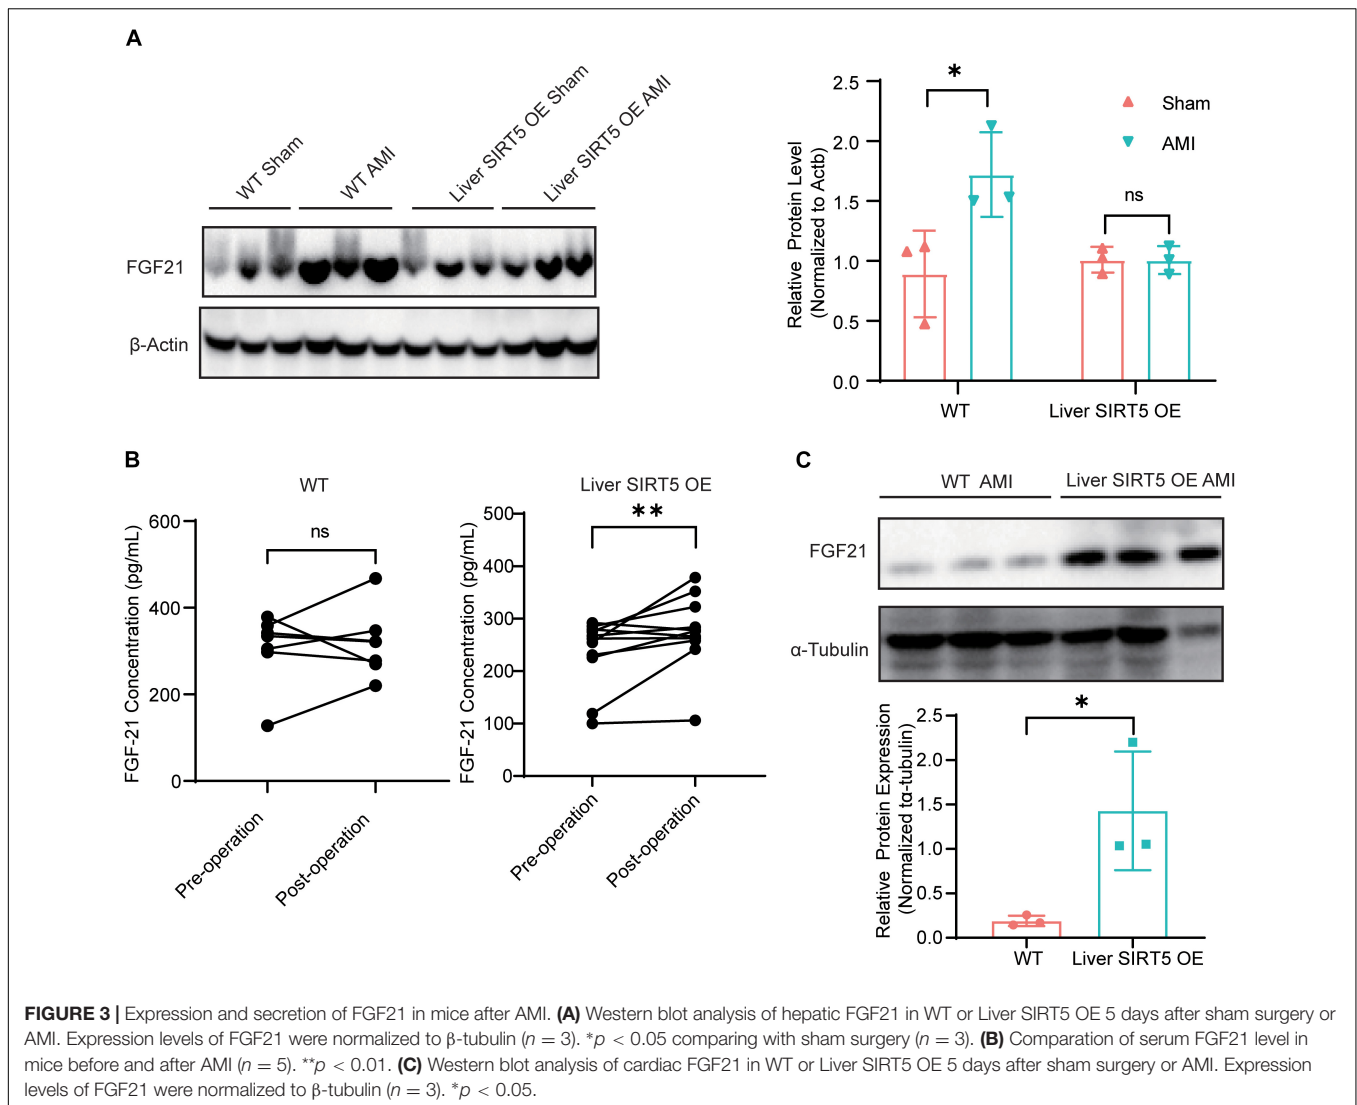 A
WT Sham
WT AMI
Liver SIRT5 OE Sham
Liver SIRT5 OE AMI
FGF21
β-Actin
Relative Protein Level
(Normalized to Actb)
2.5
2.0
1.5
1.0
0.5
0.0
*
ns
Sham
AMI
WT
Liver SIRT5 OE
B
WT
FGF-21 Concentration (pg/mL)
600
400
200
0
ns
Pre-operation
Post-operation
Liver SIRT5 OE
FGF-21 Concentration (pg/mL)
500
400
300
200
100
0
**
Pre-operation
Post-operation
C
WT AMI
Liver SIRT5 OE AMI
FGF21
α-Tubulin
Relative Protein Expression
(Normalized tα-tubulin)
2.5
2.0
1.5
1.0
0.5
0.0
*
WT
Liver SIRT5 OE
FIGURE 3 | Expression and secretion of FGF21 in mice after AMI. (A) Western blot analysis of hepatic FGF21 in WT or Liver SIRT5 OE 5 days after sham surgery or
AMI. Expression levels of FGF21 were normalized to β-tubulin (n = 3). *p < 0.05 comparing with sham surgery (n = 3). (B) Comparation of serum FGF21 level in
mice before and after AMI (n = 5). **p < 0.01. (C) Western blot analysis of cardiac FGF21 in WT or Liver SIRT5 OE 5 days after sham surgery or AMI. Expression
levels of FGF21 were normalized to β-tubulin (n = 3). *p < 0.05.